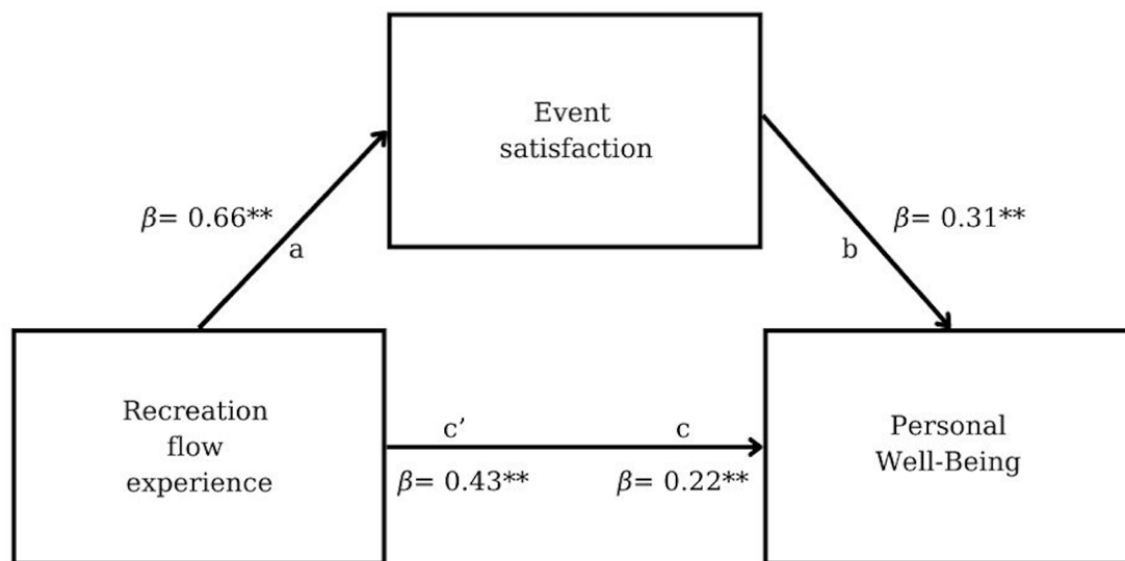 Event
satisfaction
β= 0.66**
a
β= 0.31**
b
Recreation
flow
experience
c’
c
β= 0.43**
β= 0.22**
Personal
Well-Being